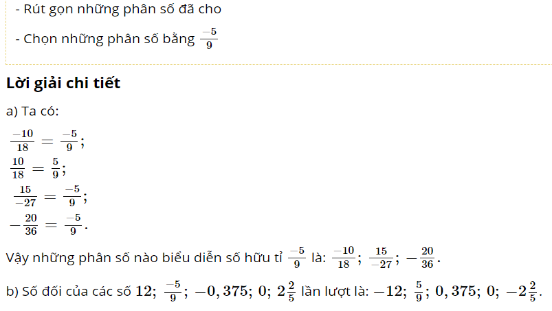 - Rút gọn những phân số đã cho
- Chọn những phân số bằng $\frac{-5}{9}$
Lời giải chi tiết
a) Ta có:
$\frac{-10}{18} = \frac{-5}{9};$
$\frac{10}{18} = \frac{5}{9};$
$\frac{15}{-27} = \frac{-5}{9};$
$-\frac{20}{36} = \frac{-5}{9}.$
Vậy những phân số nào biểu diễn số hữu tỉ $\frac{-5}{9}$ là: $\frac{-10}{18}; \frac{15}{-27}; -\frac{20}{36}.$
b) Số đối của các số $12; \frac{-5}{9}; -0,375; 0; 2\frac{2}{5}$ lần lượt là: $-12; \frac{5}{9}; 0,375; 0; -2\frac{2}{5}.$